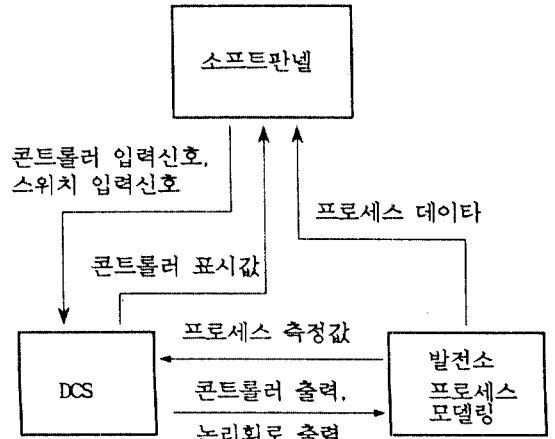 소프트판넬
콘트롤러 입력신호,
스위치 입력신호
프로세스 데이타
콘트롤러 표시값
프로세스 측정값
DCS
콘트롤러 출력,
논리회로 출력
발전소
프로세스
모델링